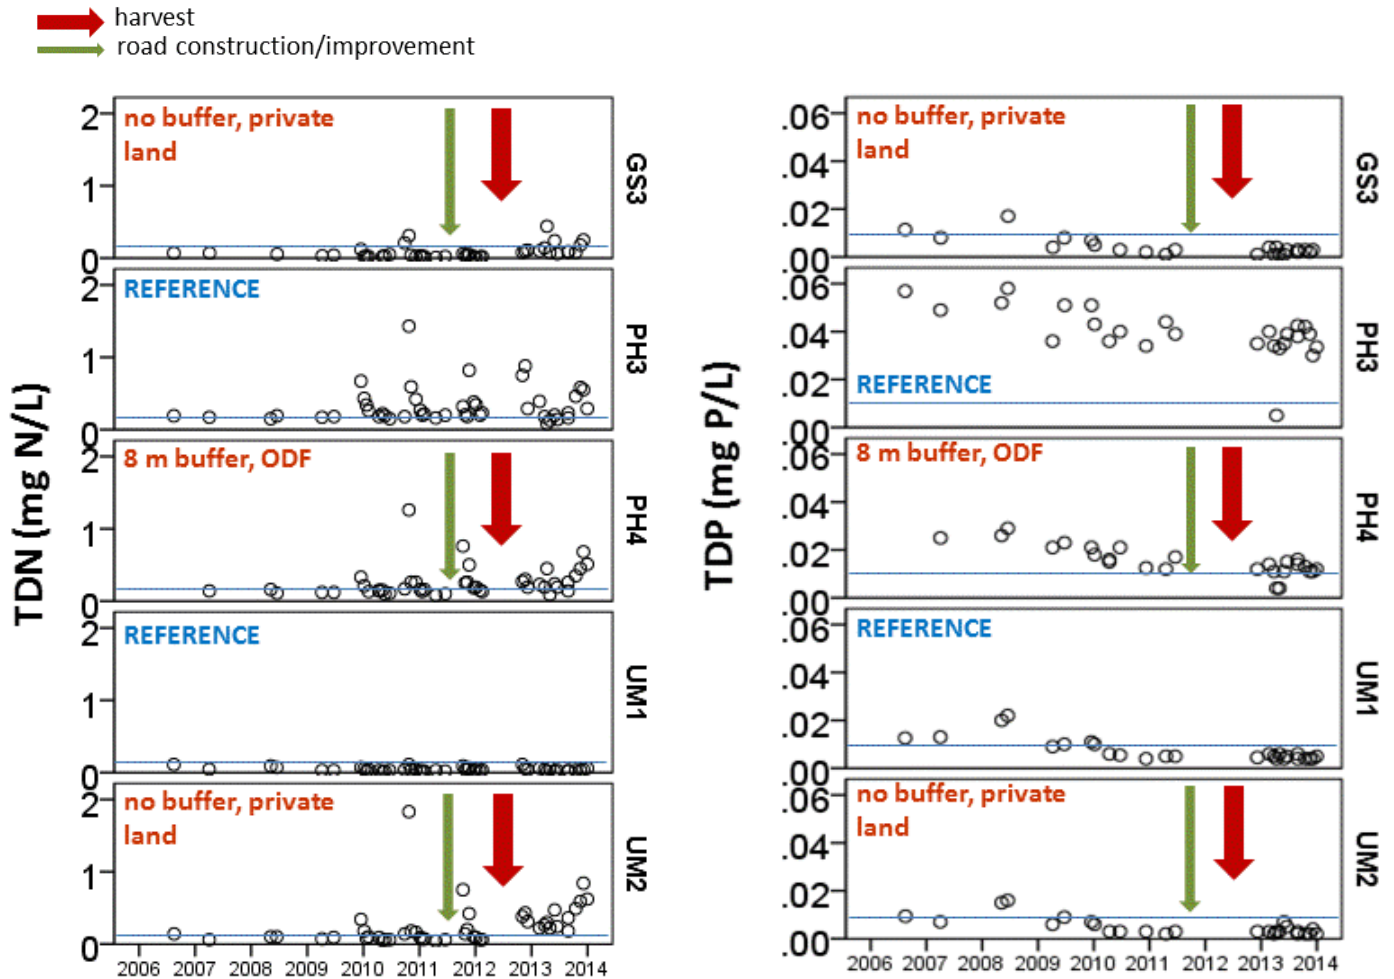 harvest
road construction/improvement
TDN (mg N/L)
2
1
0
no buffer, private
land
GS3
2
1
0
REFERENCE
PH3
2
1
0
8 m buffer, ODF
PH4
2
1
0
REFERENCE
UM1
2
1
0
no buffer, private
land
UM2
2006 2007 2008 2009 2010 2011 2012 2013 2014
TDP (mg P/L)
.06
.04
.02
.00
no buffer, private
land
GS3
.06
.04
.02
.00
REFERENCE
PH3
.06
.04
.02
.00
8 m buffer, ODF
PH4
.06
.04
.02
.00
REFERENCE
UM1
.06
.04
.02
.00
no buffer, private
land
UM2
2006 2007 2008 2009 2010 2011 2012 2013 2014